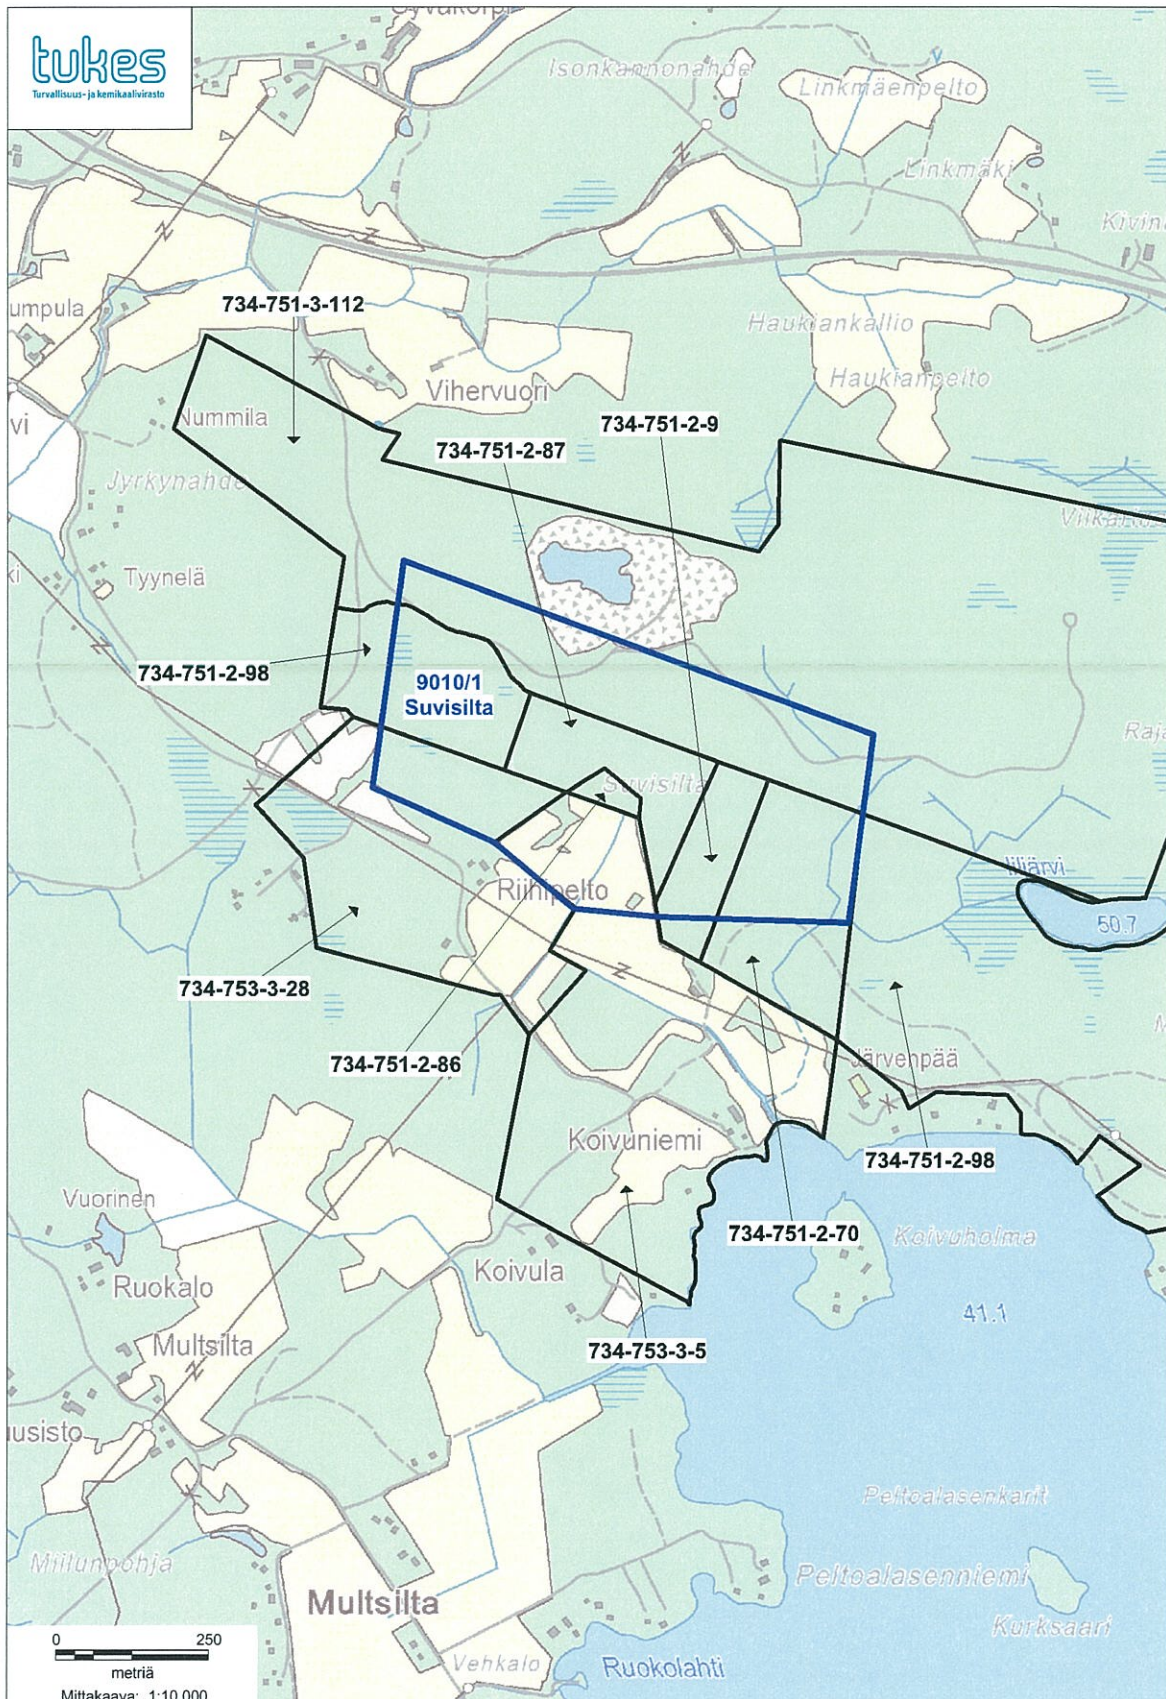 tukes
Turvallisuus- ja kemikaalivirasto
Isonkannonahde
Linkmäenpelto
Linkmäki
umpula
734-751-3-112
Haukiankallio
Vihervuori
Haukianpelto
734-751-2-9
vi
Nummila
734-751-2-87
Jyrkynahde
ki
Tyynelä
734-751-2-98
9010/1
Suvisilta
Suvisilta
Riihipelto
50.7
734-753-3-28
734-751-2-86
Järvenpää
Koivuniemi
734-751-2-98
Vuorinen
734-751-2-70
Koivuholma
Koivula
Ruokalo
41.1
Multsilta
734-753-3-5
uusisto
Peltoalasenkarit
Miilunpohja
Peltoalasenniemi
Multsilta
Kurksaari
0 250
metriä
Vehkalo
Ruokolahti
Mittakaava: 1:10 000